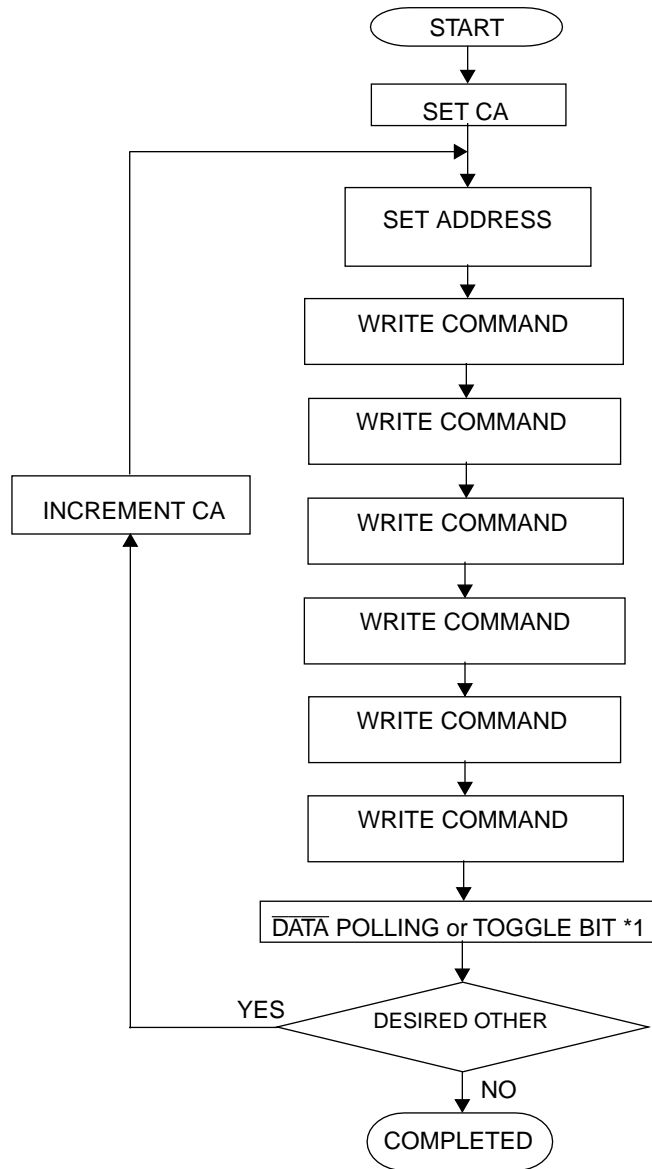 START
SET CA
SET ADDRESS
WRITE COMMAND
WRITE COMMAND
WRITE COMMAND
INCREMENT CA
WRITE COMMAND
WRITE COMMAND
WRITE COMMAND
D̅A̅T̅A̅ POLLING or TOGGLE BIT *1
YES
DESIRED OTHER
NO
COMPLETED